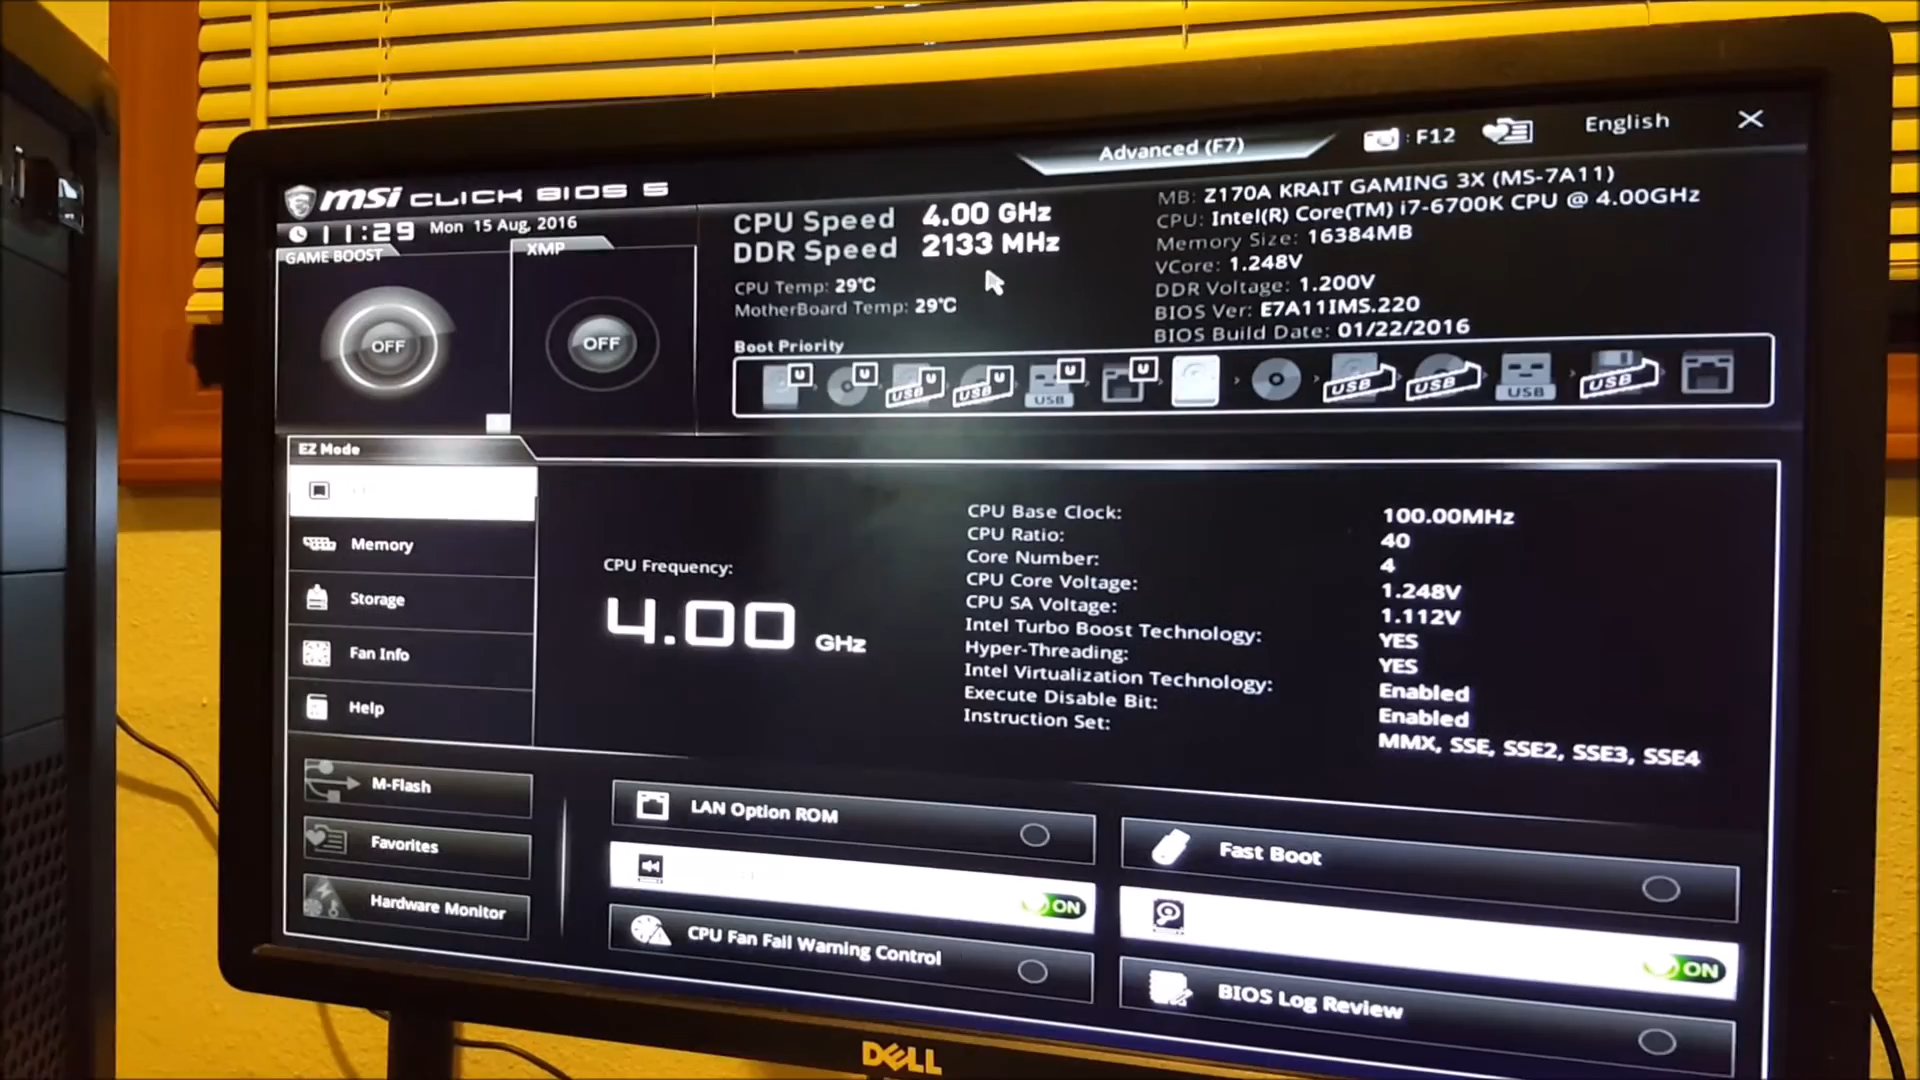 Advanced (F7)
: F12
English
msi CLICK BIOS 5
11:29 Mon 15 Aug, 2016
GAME BOOST
OFF
XMP
OFF
CPU Speed 4.00 GHz
DDR Speed 2133 MHz
CPU Temp: 29°C
MotherBoard Temp: 29°C
MB: Z170A KRAIT GAMING 3X (MS-7A11)
CPU: Intel(R) Core(TM) i7-6700K CPU @ 4.00GHz
Memory Size: 16384MB
VCore: 1.248V
DDR Voltage: 1.200V
BIOS Ver: E7A11IMS.220
BIOS Build Date: 01/22/2016
Boot Priority
U U USB U USB U USB U U USB USB USB USB
EZ Mode
Memory
Storage
Fan Info
Help
CPU Frequency:
4.00 GHz
CPU Base Clock: 100.00MHz
CPU Ratio: 40
Core Number: 4
CPU Core Voltage: 1.248V
CPU SA Voltage: 1.112V
Intel Turbo Boost Technology: YES
Hyper-Threading: YES
Intel Virtualization Technology: Enabled
Execute Disable Bit: Enabled
Instruction Set: MMX, SSE, SSE2, SSE3, SSE4
M-Flash
Favorites
Hardware Monitor
LAN Option ROM
ON
CPU Fan Fail Warning Control
Fast Boot
ON
BIOS Log Review
DELL